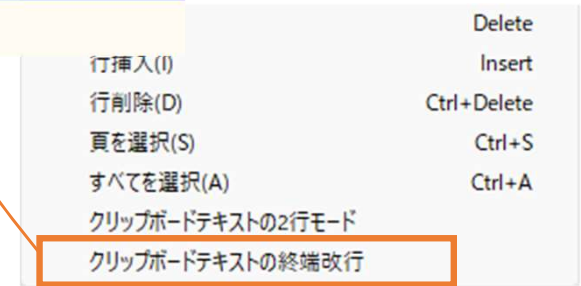 Delete
行挿入(I) Insert
行削除(D) Ctrl+Delete
頁を選択(S) Ctrl+S
すべてを選択(A) Ctrl+A
クリップボードテキストの2行モード
クリップボードテキストの終端改行